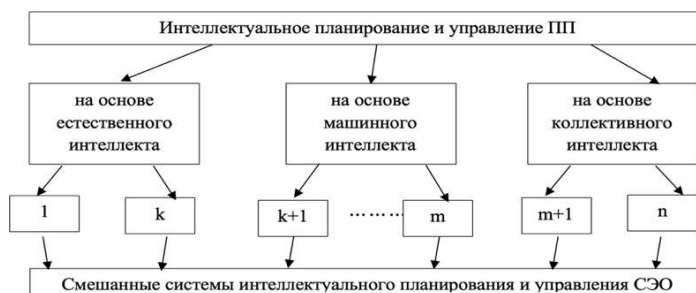 Интеллектуальное планирование и управление ПП
на основе
естественного
интеллекта
на основе
машинного
интеллекта
на основе
коллективного
интеллекта
1
k
k+1
………
m
m+1
n
Смешанные системы интеллектуального планирования и управления СЭО